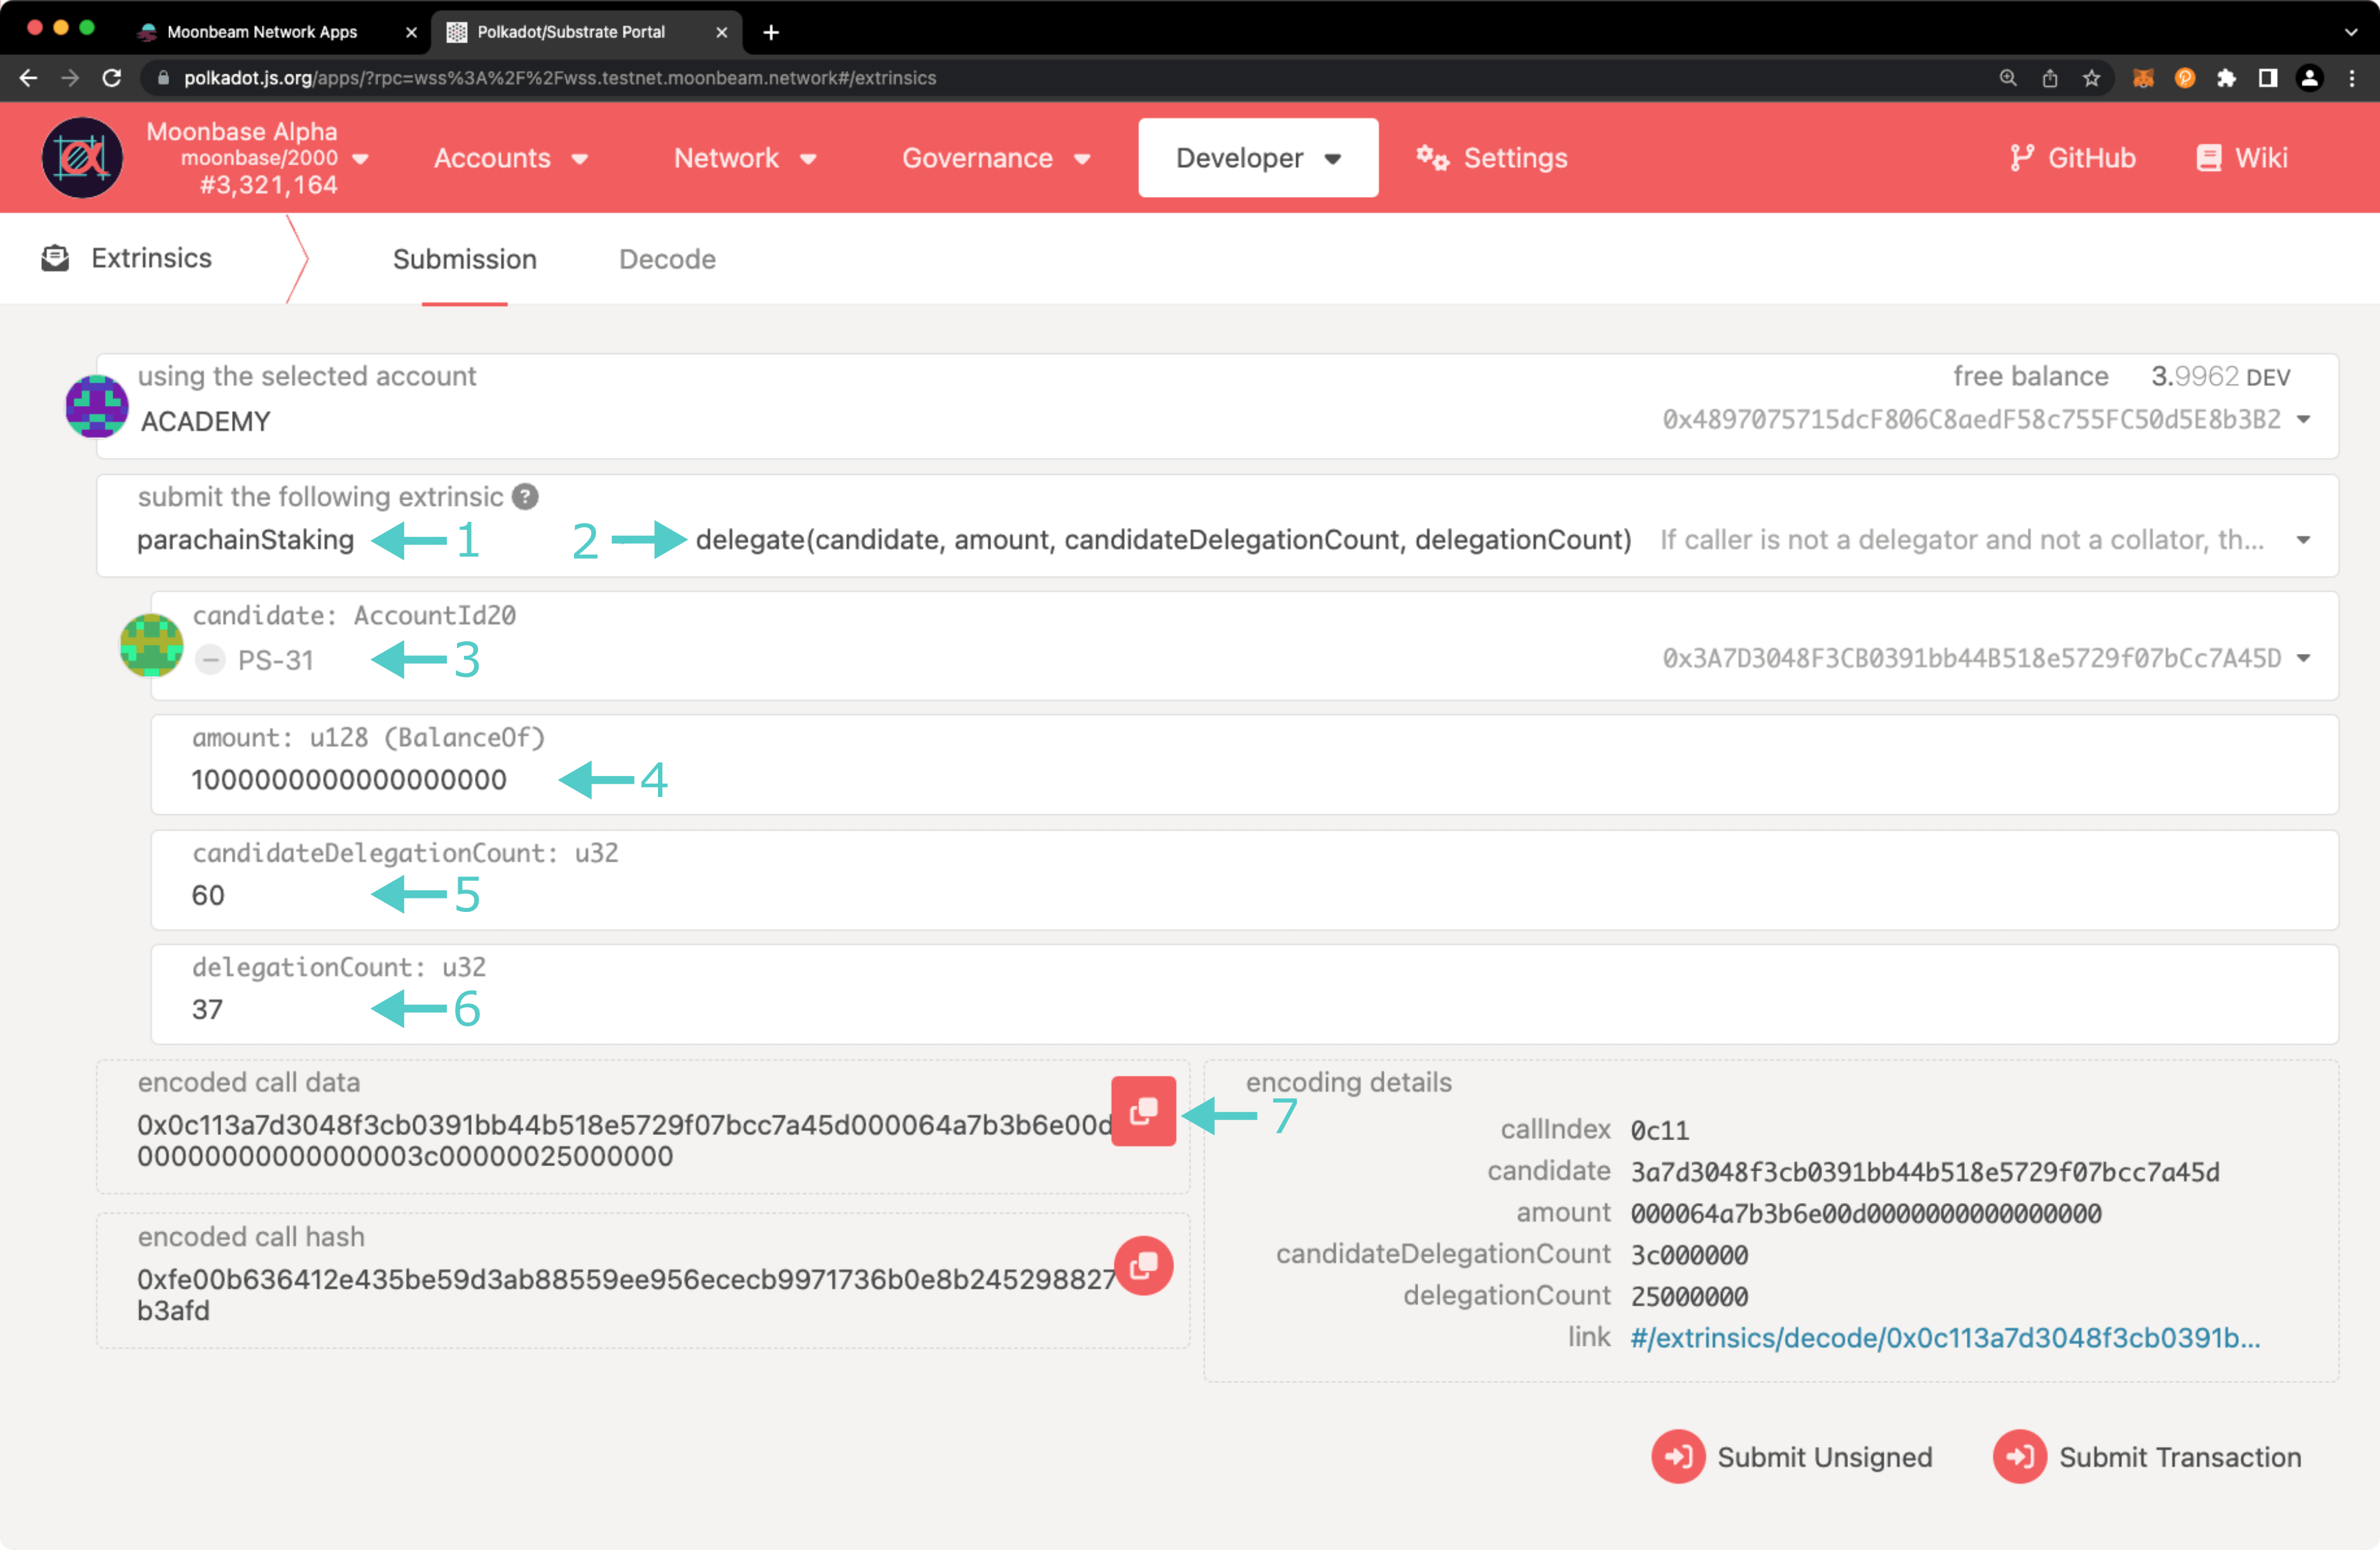 Moonbeam Network Apps
Polkadot/Substrate Portal
polkadot.js.org/apps/?rpc=wss%3A%2F%2Fwss.testnet.moonbeam.network#/extrinsics
Moonbase Alpha
moonbase/2000
#3,321,164
Accounts
Network
Governance
Developer
Settings
GitHub
Wiki
Extrinsics
Submission
Decode
using the selected account
ACADEMY
free balance 3.9962 DEV
0x4897075715dcF806C8aedF58c755FC50d5E8b3B2
submit the following extrinsic ?
parachainStaking 1 2 delegate(candidate, amount, candidateDelegationCount, delegationCount) If caller is not a delegator and not a collator, th...
candidate: AccountId20
PS-31 3 0x3A7D3048F3CB0391bb44B518e5729f07bCc7A45D
amount: u128 (BalanceOf)
1000000000000000000 4
candidateDelegationCount: u32
60 5
delegationCount: u32
37 6
encoded call data
0x0c113a7d3048f3cb0391bb44b518e5729f07bcc7a45d000064a7b3b6e00d
00000000000000003c00000025000000
7
encoded call hash
0xfe00b636412e435be59d3ab88559ee956ececb9971736b0e8b245298827
b3afd
encoding details
callIndex 0c11
candidate 3a7d3048f3cb0391bb44b518e5729f07bcc7a45d
amount 000064a7b3b6e00d0000000000000000
candidateDelegationCount 3c000000
delegationCount 25000000
link #/extrinsics/decode/0x0c113a7d3048f3cb0391b...
Submit Unsigned
Submit Transaction